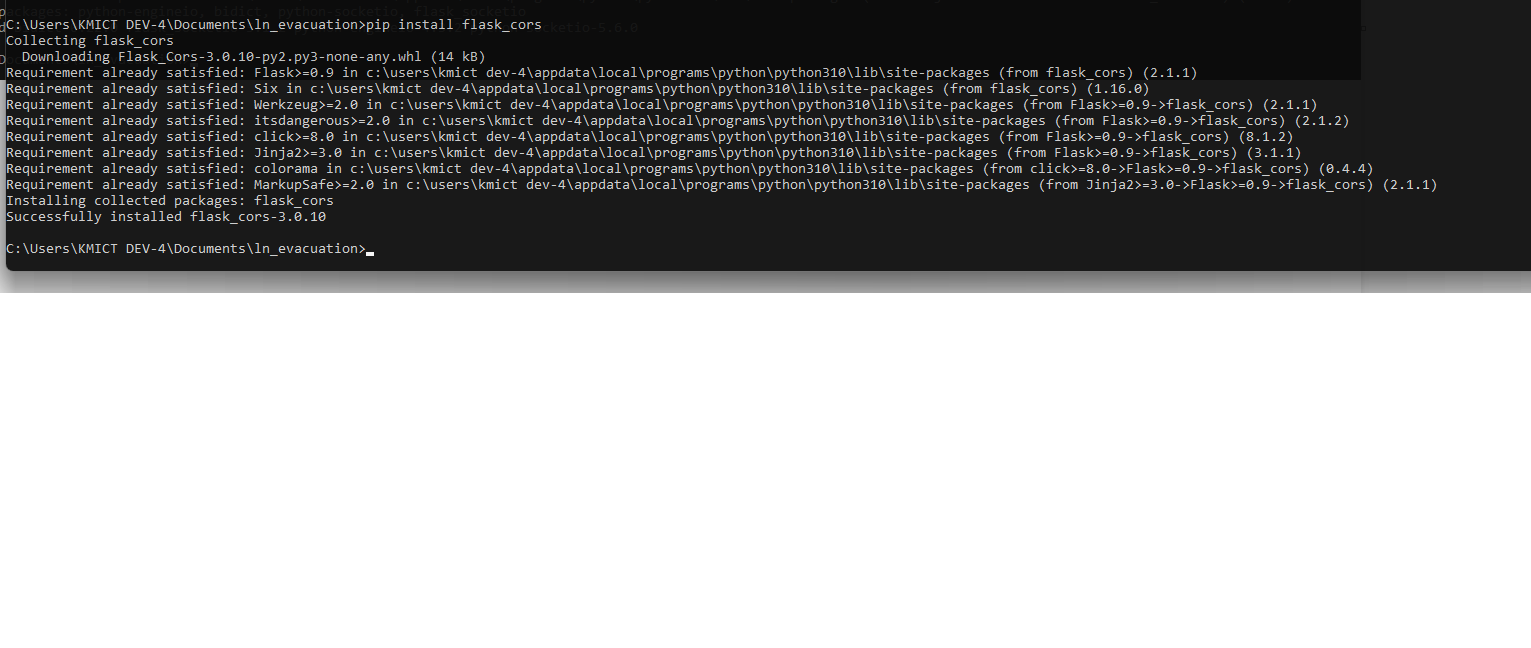 packages: python-engineio, bidict, python-socketio, flask_socketio
C:\Users\KMICT DEV-4\Documents\ln_evacuation>pip install flask_cors
Collecting flask_cors
  Downloading Flask_Cors-3.0.10-py2.py3-none-any.whl (14 kB)
Requirement already satisfied: Flask>=0.9 in c:\users\kmict dev-4\appdata\local\programs\python\python310\lib\site-packages (from flask_cors) (2.1.1)
Requirement already satisfied: Six in c:\users\kmict dev-4\appdata\local\programs\python\python310\lib\site-packages (from flask_cors) (1.16.0)
Requirement already satisfied: Werkzeug>=2.0 in c:\users\kmict dev-4\appdata\local\programs\python\python310\lib\site-packages (from Flask>=0.9->flask_cors) (2.1.1)
Requirement already satisfied: itsdangerous>=2.0 in c:\users\kmict dev-4\appdata\local\programs\python\python310\lib\site-packages (from Flask>=0.9->flask_cors) (2.1.2)
Requirement already satisfied: click>=8.0 in c:\users\kmict dev-4\appdata\local\programs\python\python310\lib\site-packages (from Flask>=0.9->flask_cors) (8.1.2)
Requirement already satisfied: Jinja2>=3.0 in c:\users\kmict dev-4\appdata\local\programs\python\python310\lib\site-packages (from Flask>=0.9->flask_cors) (3.1.1)
Requirement already satisfied: colorama in c:\users\kmict dev-4\appdata\local\programs\python\python310\lib\site-packages (from click>=8.0->Flask>=0.9->flask_cors) (0.4.4)
Requirement already satisfied: MarkupSafe>=2.0 in c:\users\kmict dev-4\appdata\local\programs\python\python310\lib\site-packages (from Jinja2>=3.0->Flask>=0.9->flask_cors) (2.1.1)
Installing collected packages: flask_cors
Successfully installed flask_cors-3.0.10
C:\Users\KMICT DEV-4\Documents\ln_evacuation>